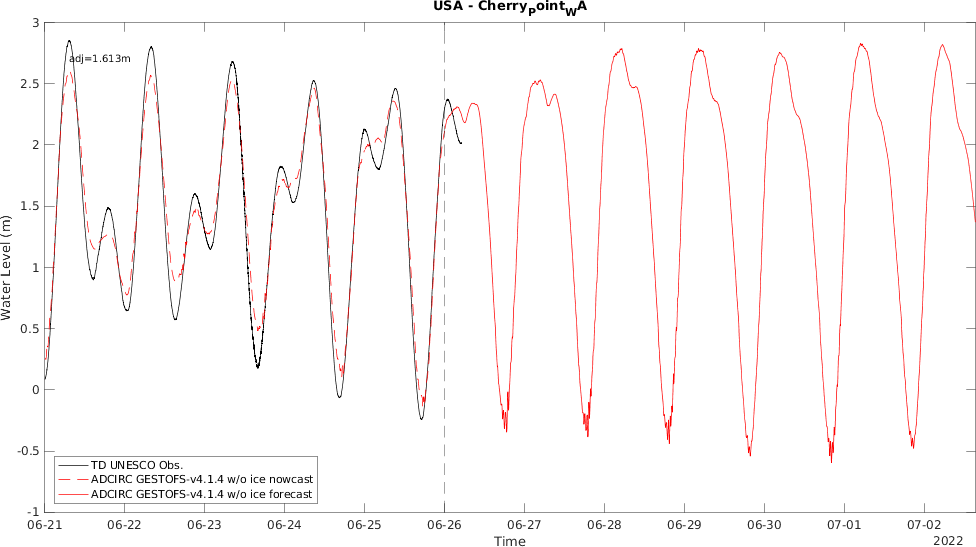 USA - CherryPointWA
adj=1.613m
3
2.5
2
1.5
1
0.5
0
-0.5
-1
Water Level (m)
TD UNESCO Obs.
ADCIRC GESTOFS-v4.1.4 w/o ice nowcast
ADCIRC GESTOFS-v4.1.4 w/o ice forecast
06-21 06-22 06-23 06-24 06-25 06-26 06-27 06-28 06-29 06-30 07-01 07-02
Time
2022